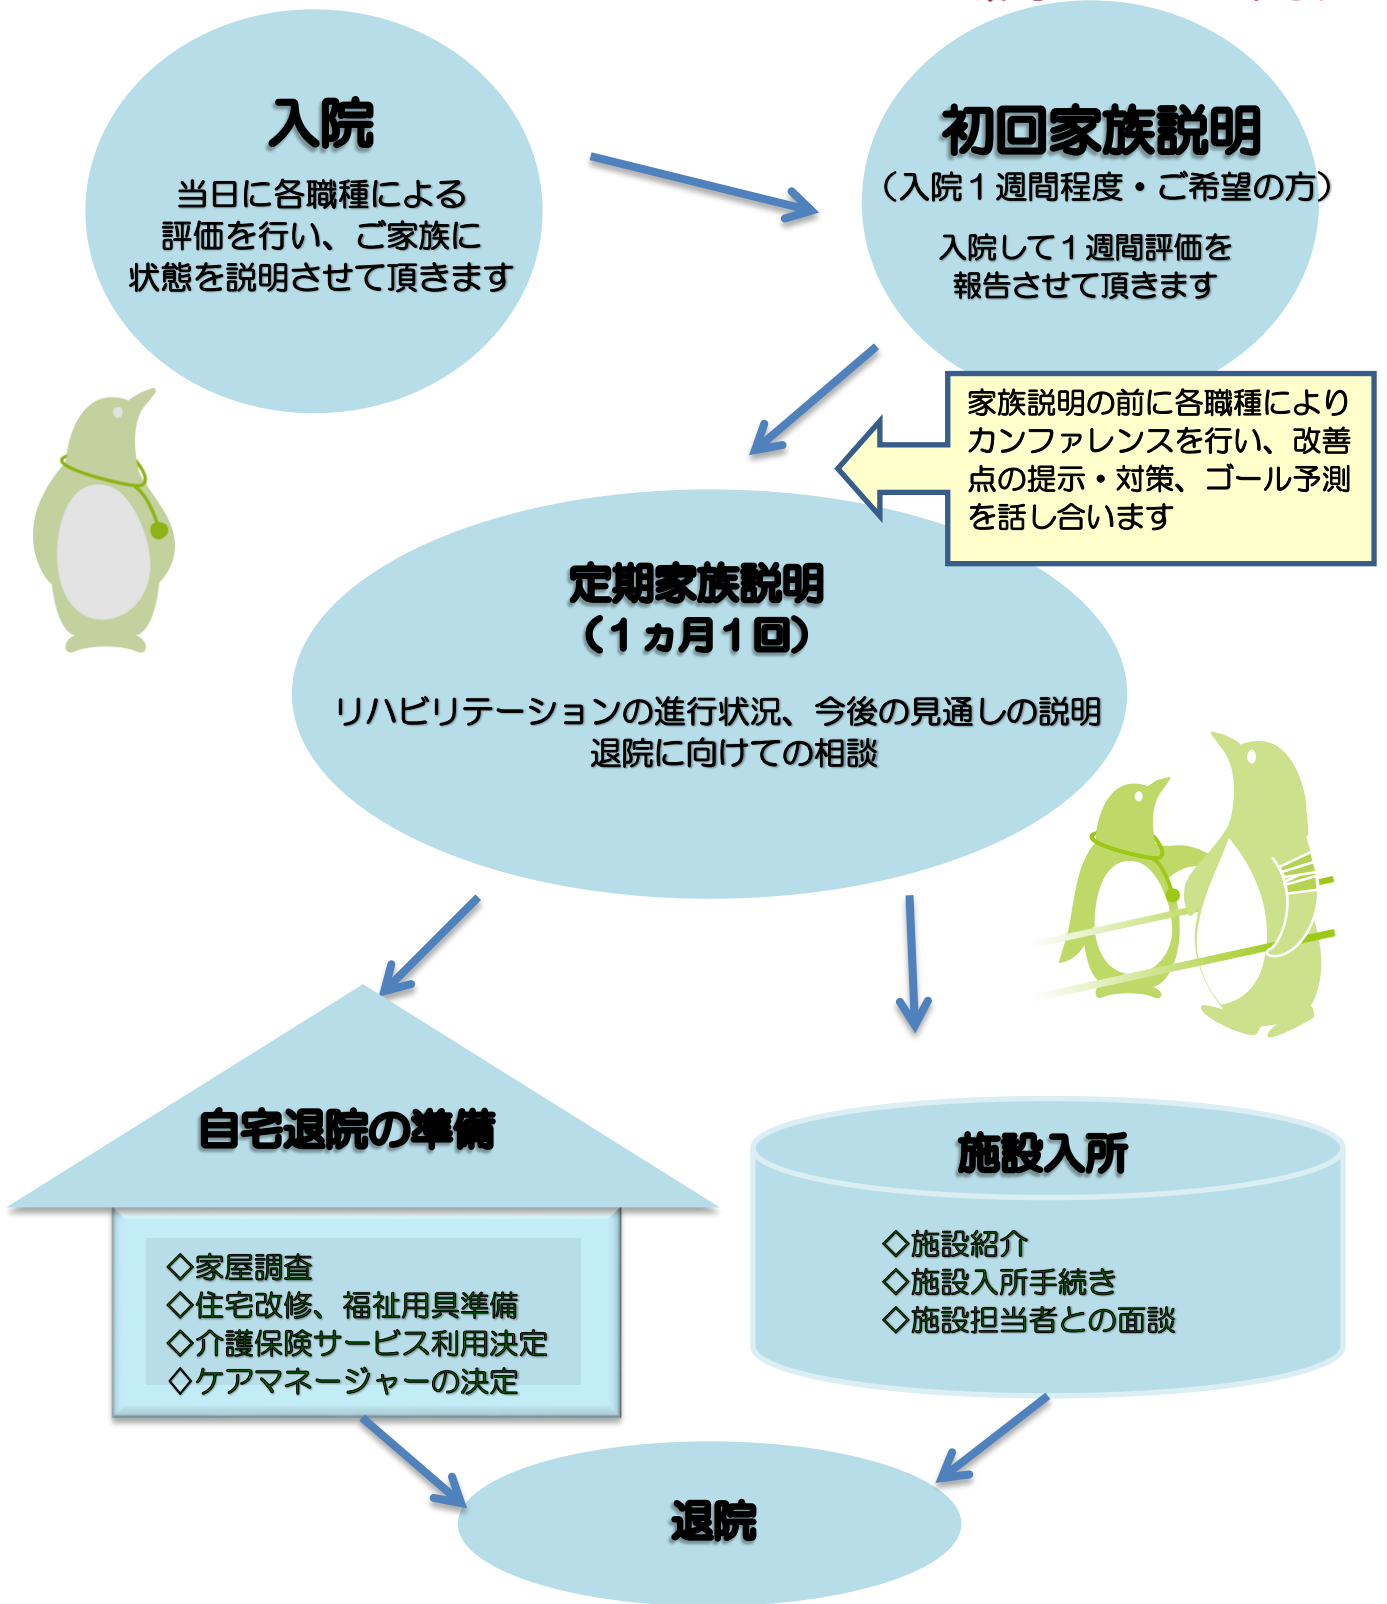 入院
当日に各職種による
評価を行い、ご家族に
状態を説明させて頂きます
初回家族説明
（入院１週間程度・ご希望の方）
入院して１週間評価を
報告させて頂きます
家族説明の前に各職種により
カンファレンスを行い、改善
点の提示・対策、ゴール予測
を話し合います
定期家族説明
（１ヵ月１回）
リハビリテーションの進行状況、今後の見通しの説明
退院に向けての相談
自宅退院の準備
◇家屋調査
◇住宅改修、福祉用具準備
◇介護保険サービス利用決定
◇ケアマネージャーの決定
施設入所
◇施設紹介
◇施設入所手続き
◇施設担当者との面談
退院